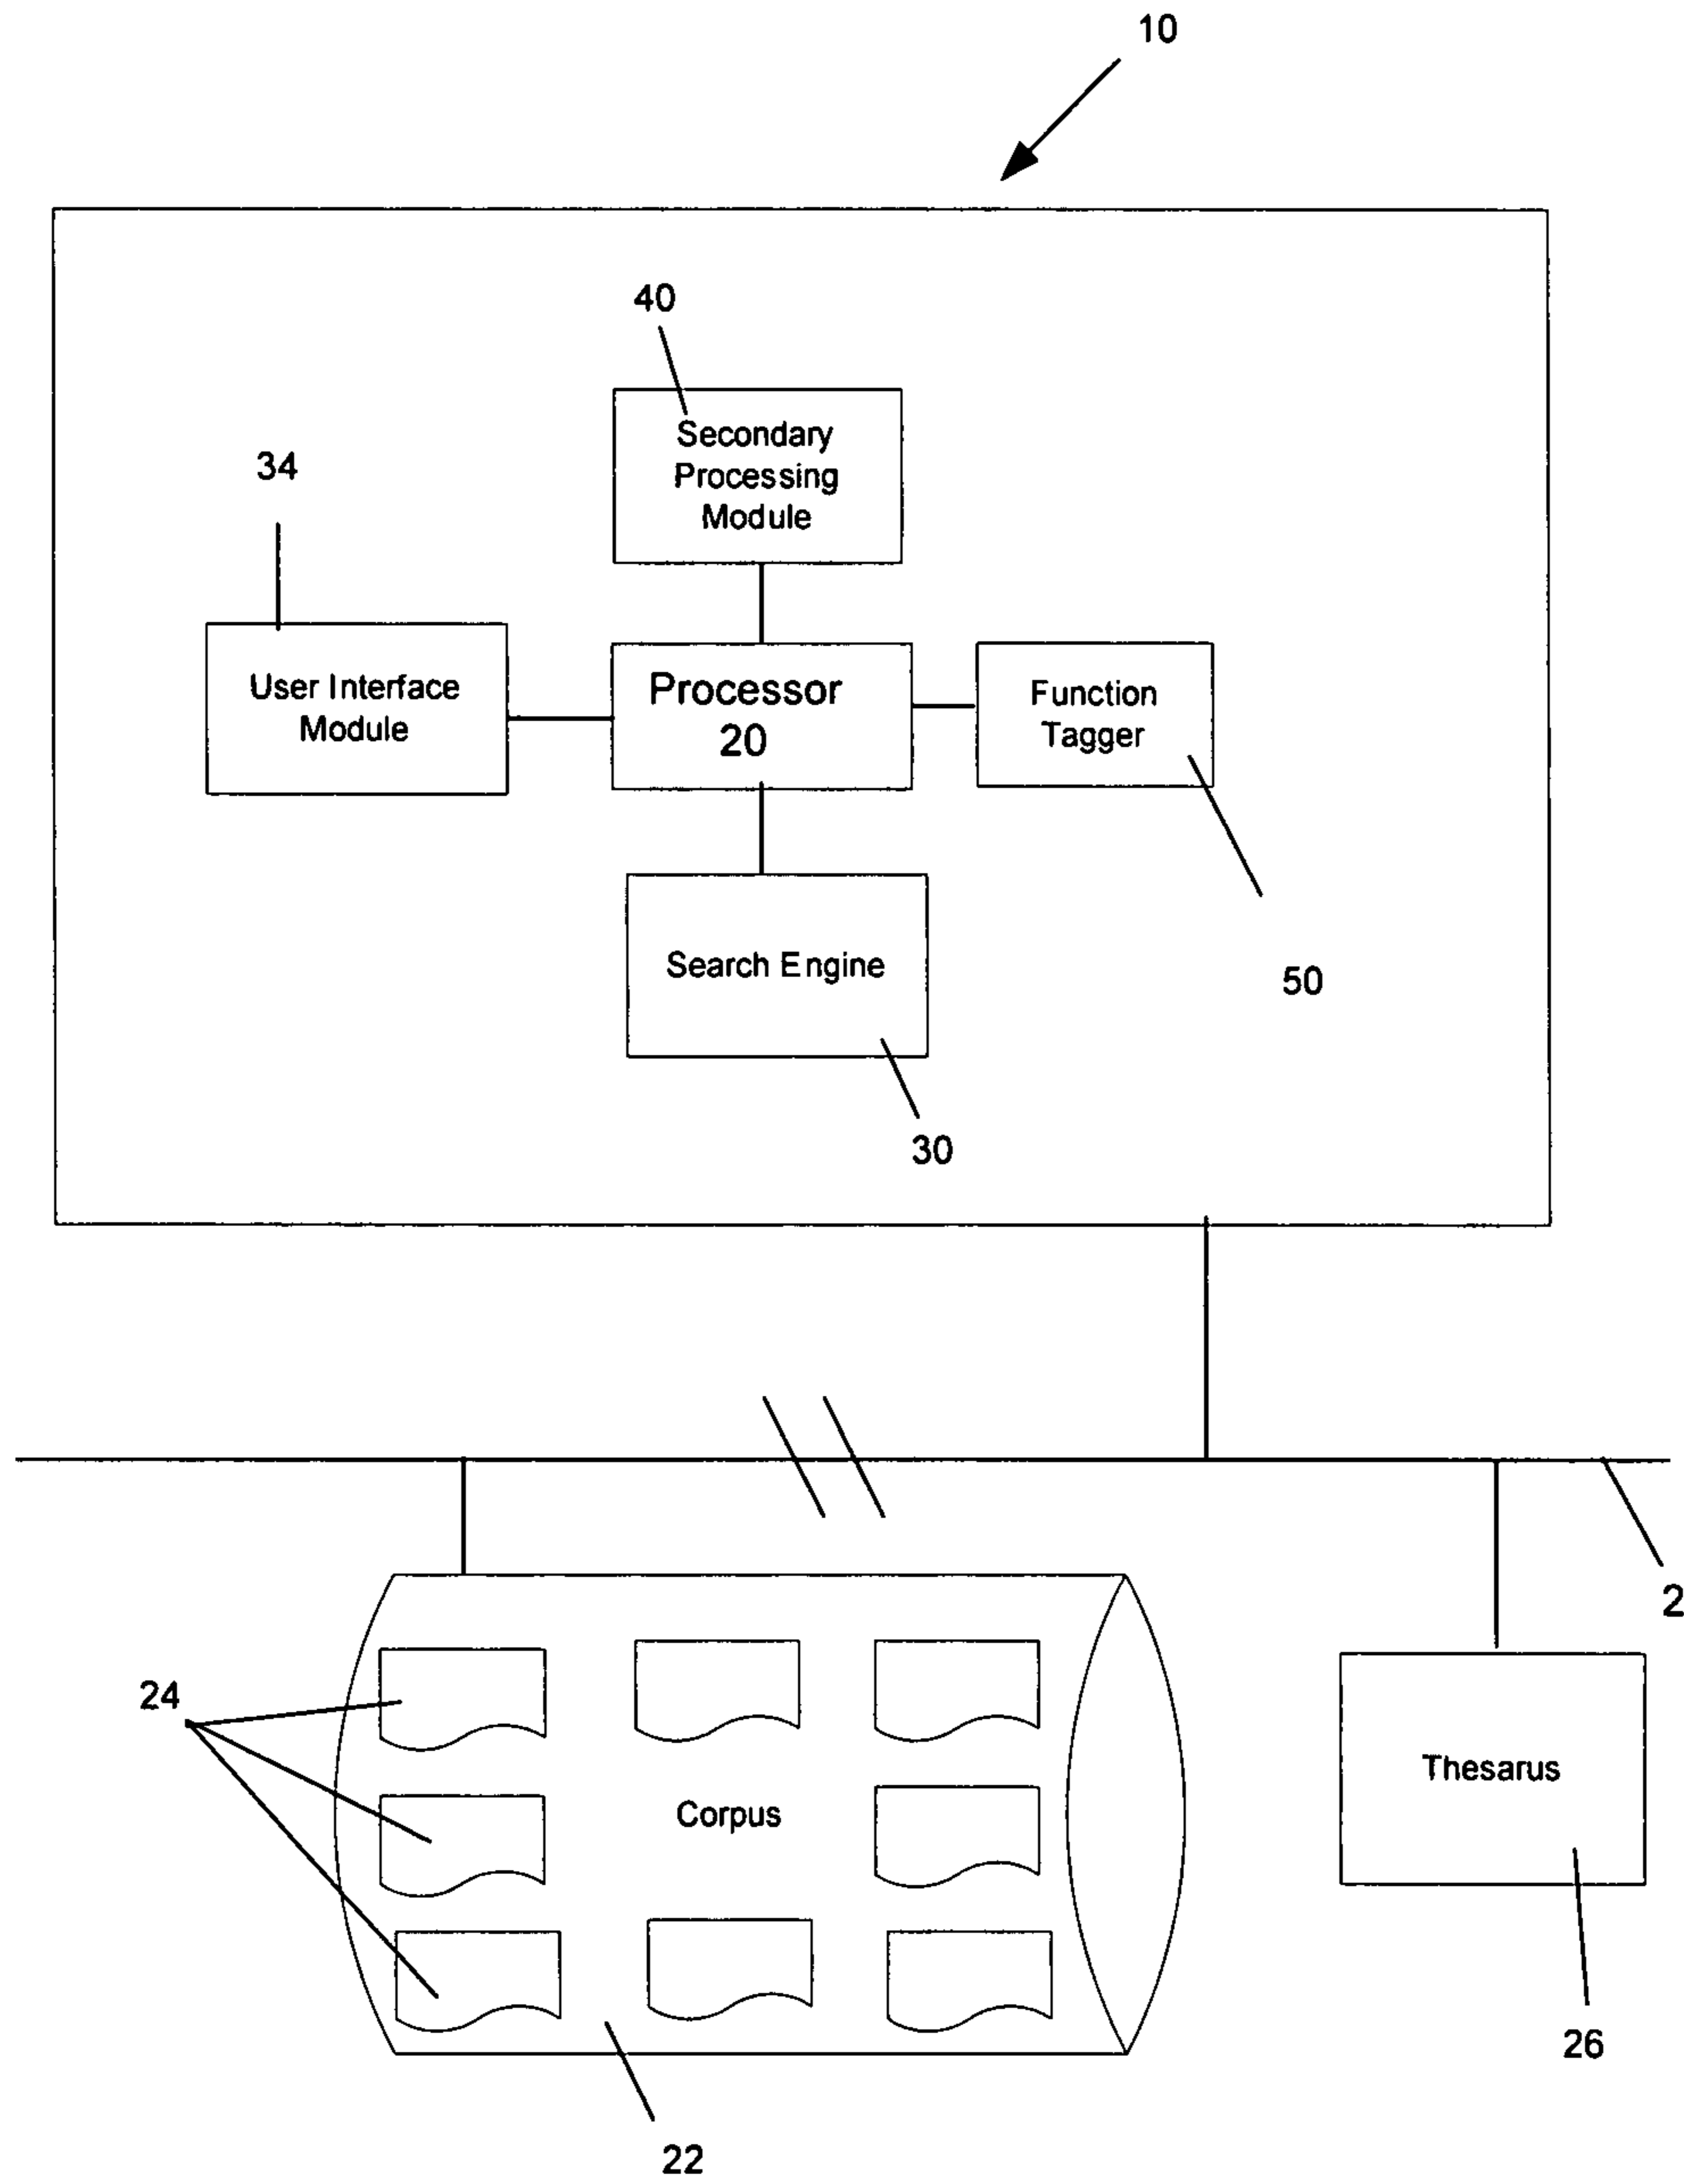 10
40
Secondary
Processing
Module
34
User Interface
Module
Processor
20
Function
Tagger
Search Engine
50
30
2
24
Corpus
Thesarus
26
22